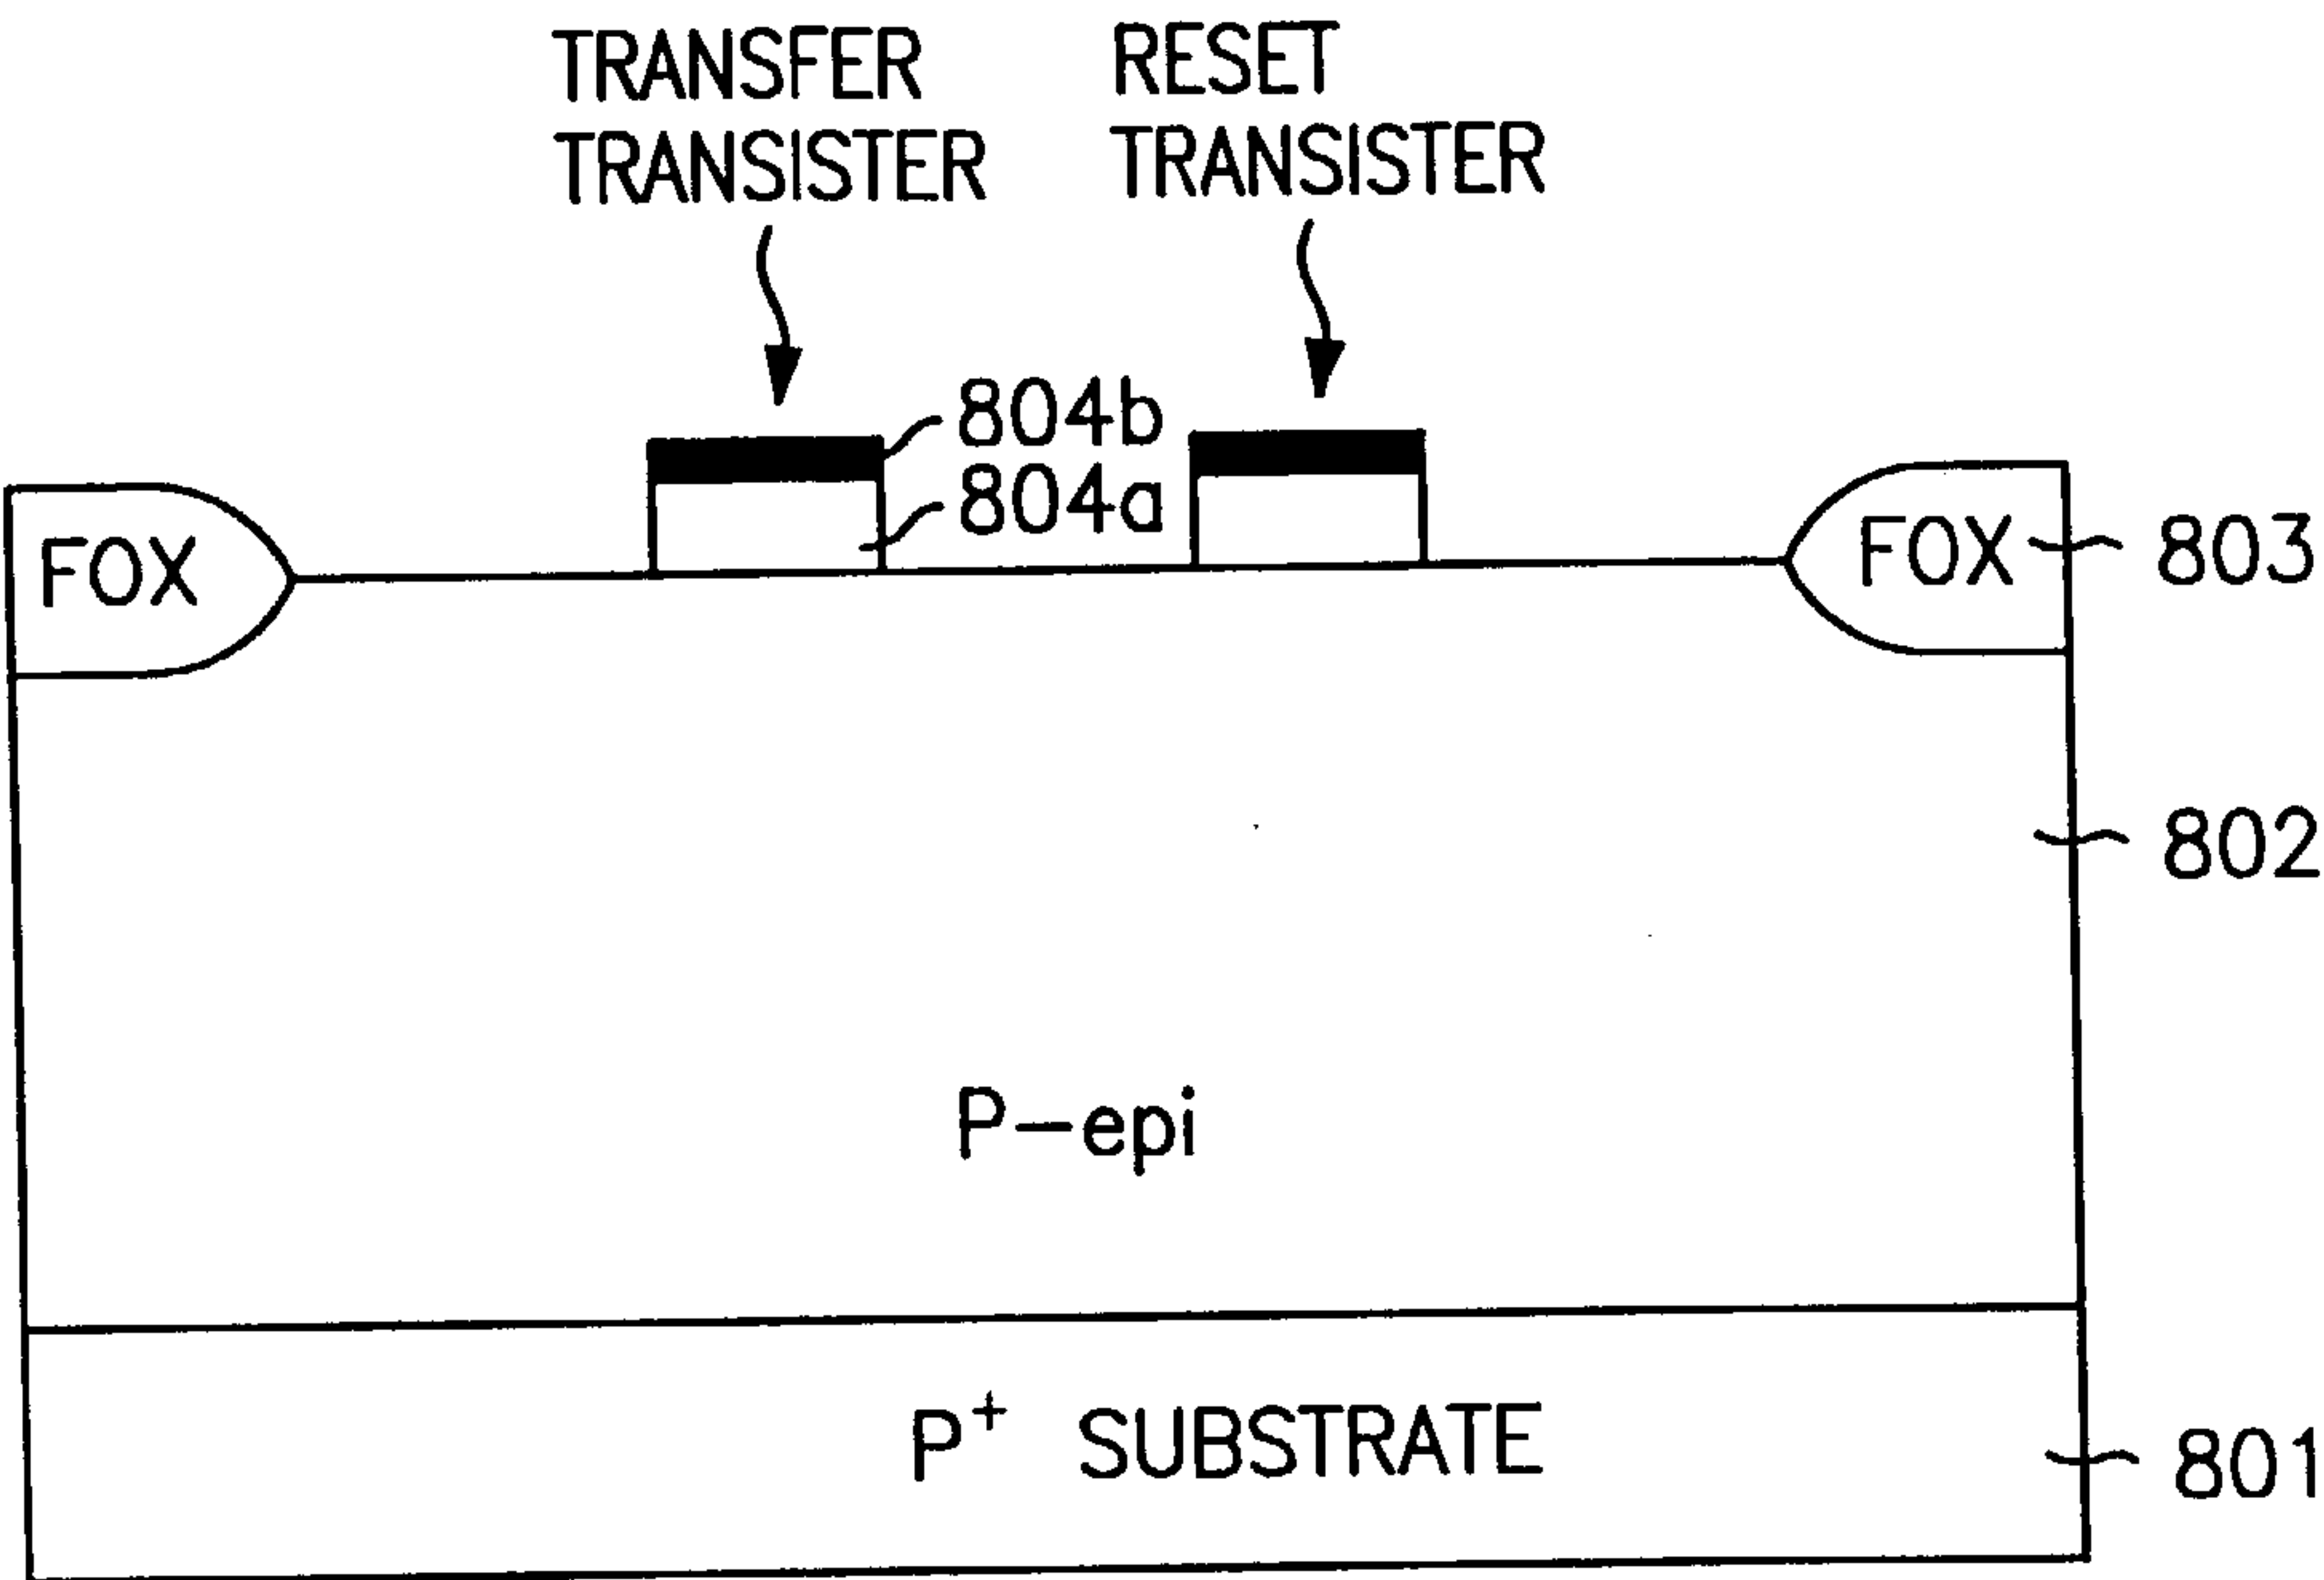 TRANSFER
TRANSISTER
RESET
TRANSISTER
804b
804a
FOX
FOX
803
802
P-epi
P+ SUBSTRATE
801